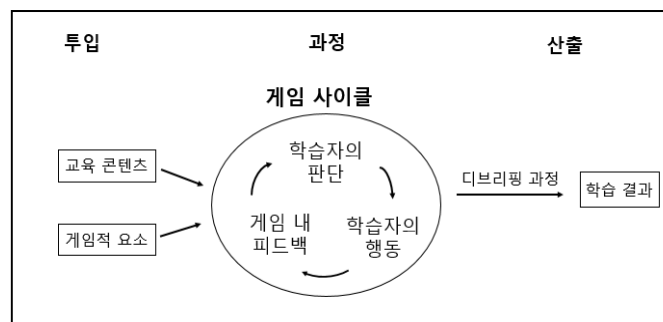 투입
과정
산출
게임 사이클
교육 콘텐츠
게임적 요소
학습자의
판단
학습자의
행동
게임 내
피드백
디브리핑 과정
학습 결과